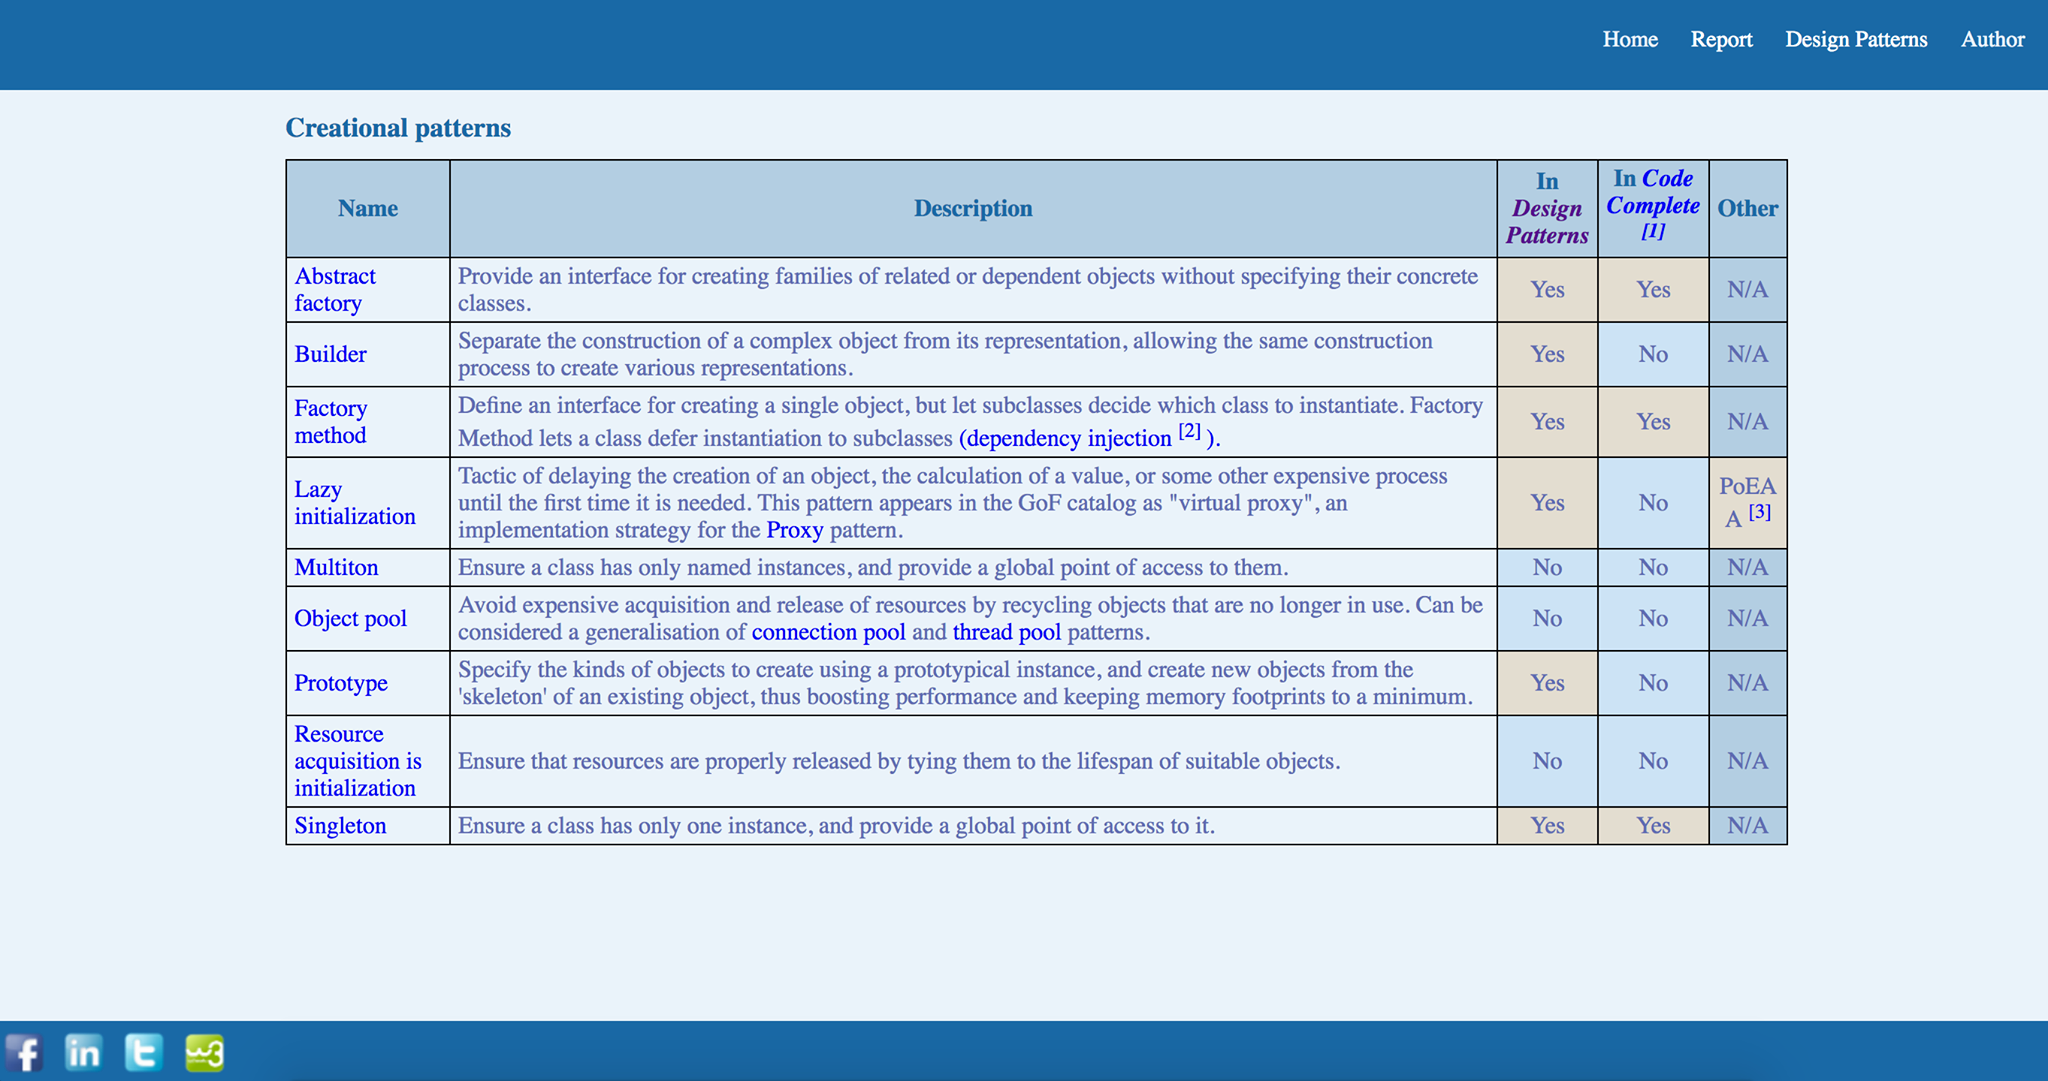 Home Report Design Patterns Author
Creational patterns
Name
Description
In
Design
Patterns
In Code
Complete
[1]
Other
Abstract
factory
Provide an interface for creating families of related or dependent objects without specifying their concrete
classes.
Yes
Yes
N/A
Builder
Separate the construction of a complex object from its representation, allowing the same construction
process to create various representations.
Yes
No
N/A
Factory
method
Define an interface for creating a single object, but let subclasses decide which class to instantiate. Factory
Method lets a class defer instantiation to subclasses (dependency injection [2] ).
Yes
Yes
N/A
Lazy
initialization
Tactic of delaying the creation of an object, the calculation of a value, or some other expensive process
until the first time it is needed. This pattern appears in the GoF catalog as "virtual proxy", an
implementation strategy for the Proxy pattern.
Yes
No
PoEA
A [3]
Multiton
Ensure a class has only named instances, and provide a global point of access to them.
No
No
N/A
Object pool
Avoid expensive acquisition and release of resources by recycling objects that are no longer in use. Can be
considered a generalisation of connection pool and thread pool patterns.
No
No
N/A
Prototype
Specify the kinds of objects to create using a prototypical instance, and create new objects from the
'skeleton' of an existing object, thus boosting performance and keeping memory footprints to a minimum.
Yes
No
N/A
Resource
acquisition is
initialization
Ensure that resources are properly released by tying them to the lifespan of suitable objects.
No
No
N/A
Singleton
Ensure a class has only one instance, and provide a global point of access to it.
Yes
Yes
N/A
f in t w3